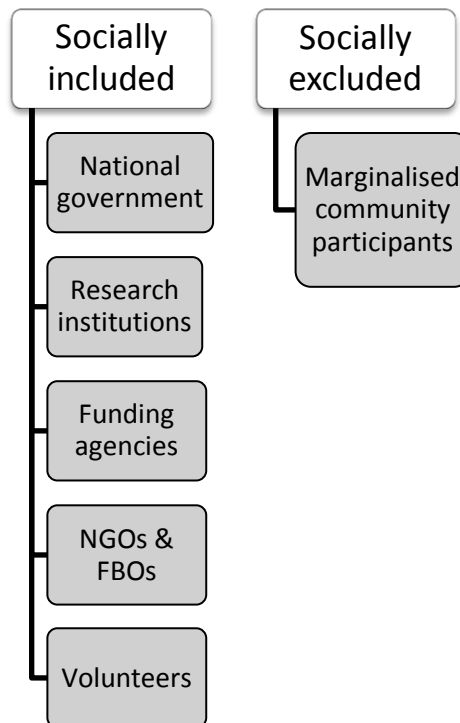 Socially
included
National
government
Research
institutions
Funding
agencies
NGOs &
FBOs
Volunteers
Socially
excluded
Marginalised
community
participants